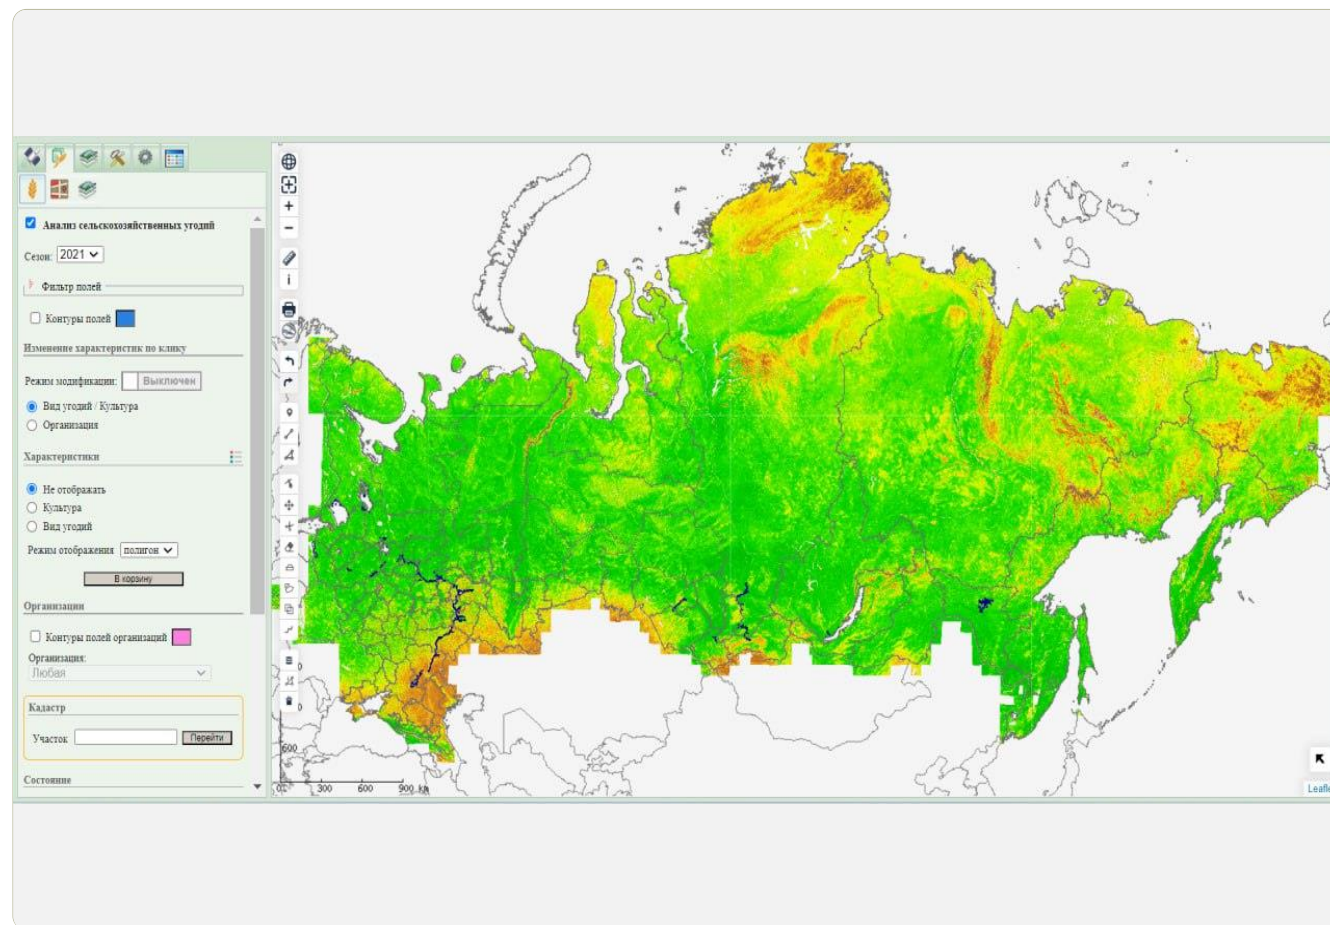 Анализ сельскохозяйственных угодий
Сезон: 2021
Фильтр полей
Контуры полей
Изменение характеристик по клику
Режим модификации: Выключен
Вид угодий / Культура
Организация
Характеристики
Не отображать
Культура
Вид угодий
Режим отображения полигон
В корзину
Организации
Контуры полей организаций
Организация:
Любая
Кадастр
Участок Перейти
Состояние
600
300 600 900 km
Leafle